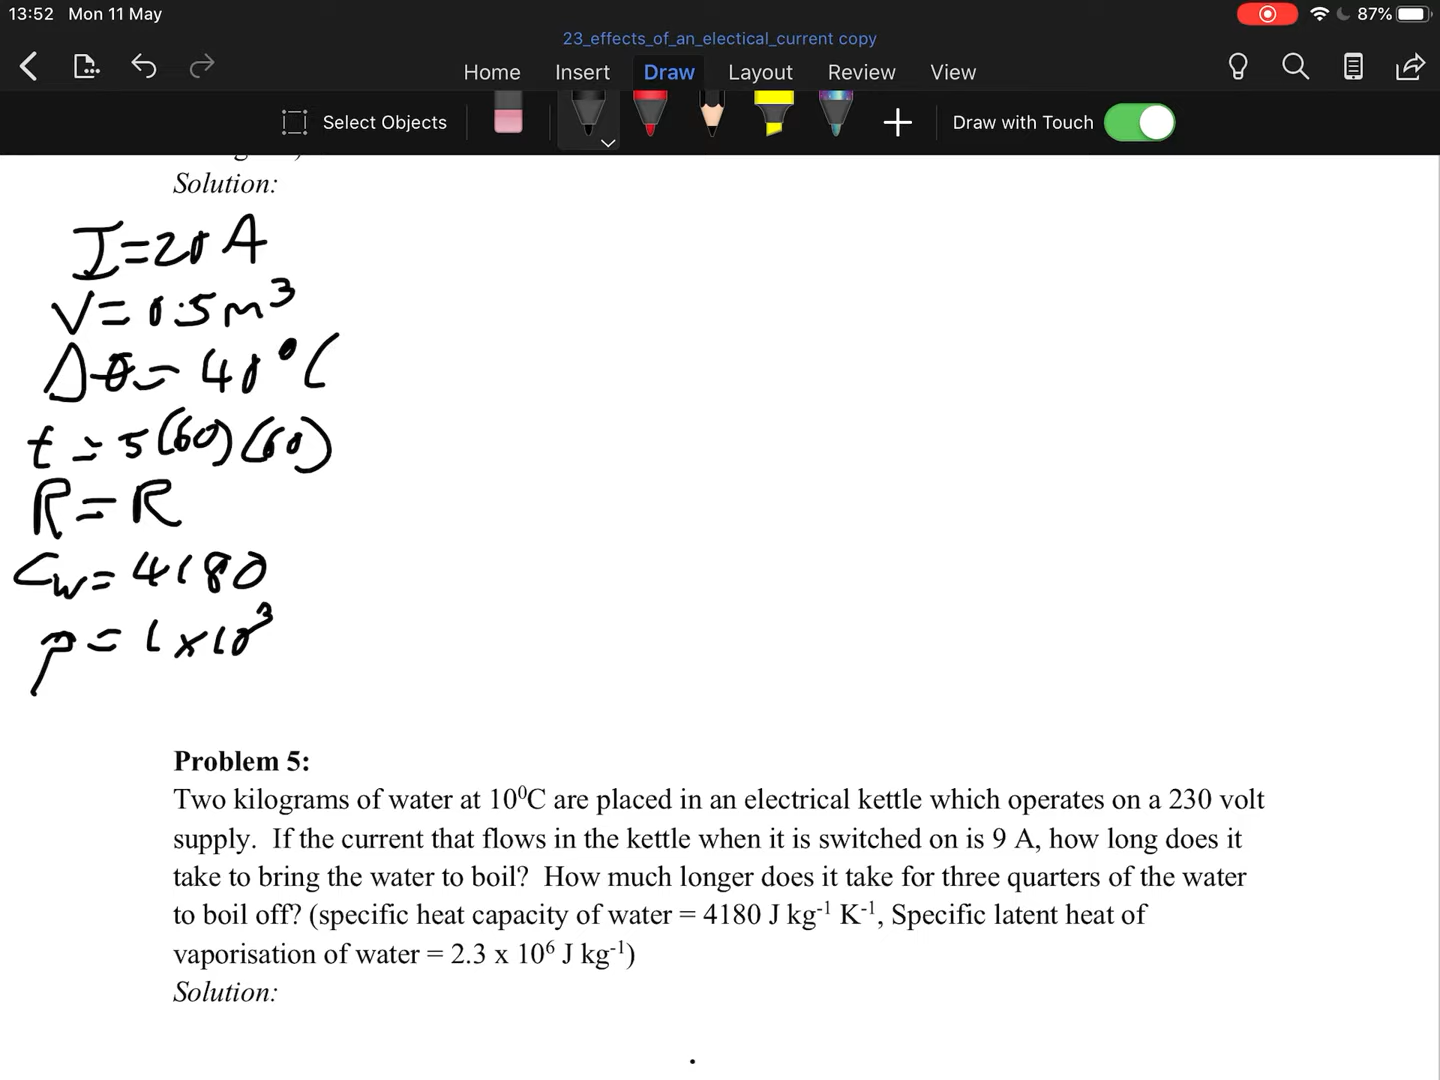 13:52 Mon 11 May 87%
23_effects_of_an_electical_current copy
Home Insert Draw Layout Review View
Select Objects Draw with Touch
Solution:
I=20A
V=0.5m³
Δθ=40°C
t=5(60)(60)
R=R
Cw=4180
ρ=1×10³
Problem 5:
Two kilograms of water at 10⁰C are placed in an electrical kettle which operates on a 230 volt
supply. If the current that flows in the kettle when it is switched on is 9 A, how long does it
take to bring the water to boil? How much longer does it take for three quarters of the water
to boil off? (specific heat capacity of water = 4180 J kg⁻¹ K⁻¹, Specific latent heat of
vaporisation of water = 2.3 x 10⁶ J kg⁻¹)
Solution: